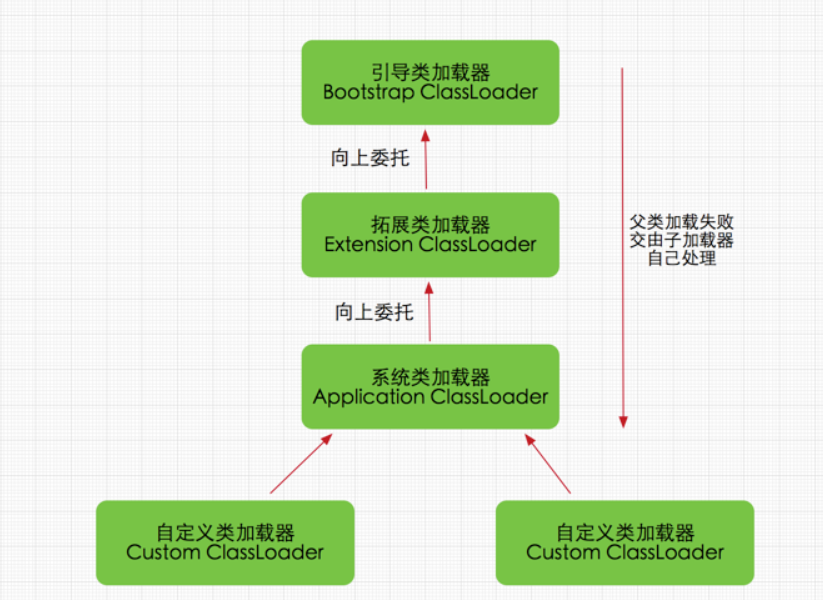 引导类加载器
Bootstrap ClassLoader
向上委托
拓展类加载器
Extension ClassLoader
父类加载失败
交由子加载器
自己处理
向上委托
系统类加载器
Application ClassLoader
自定义类加载器
Custom ClassLoader
自定义类加载器
Custom ClassLoader